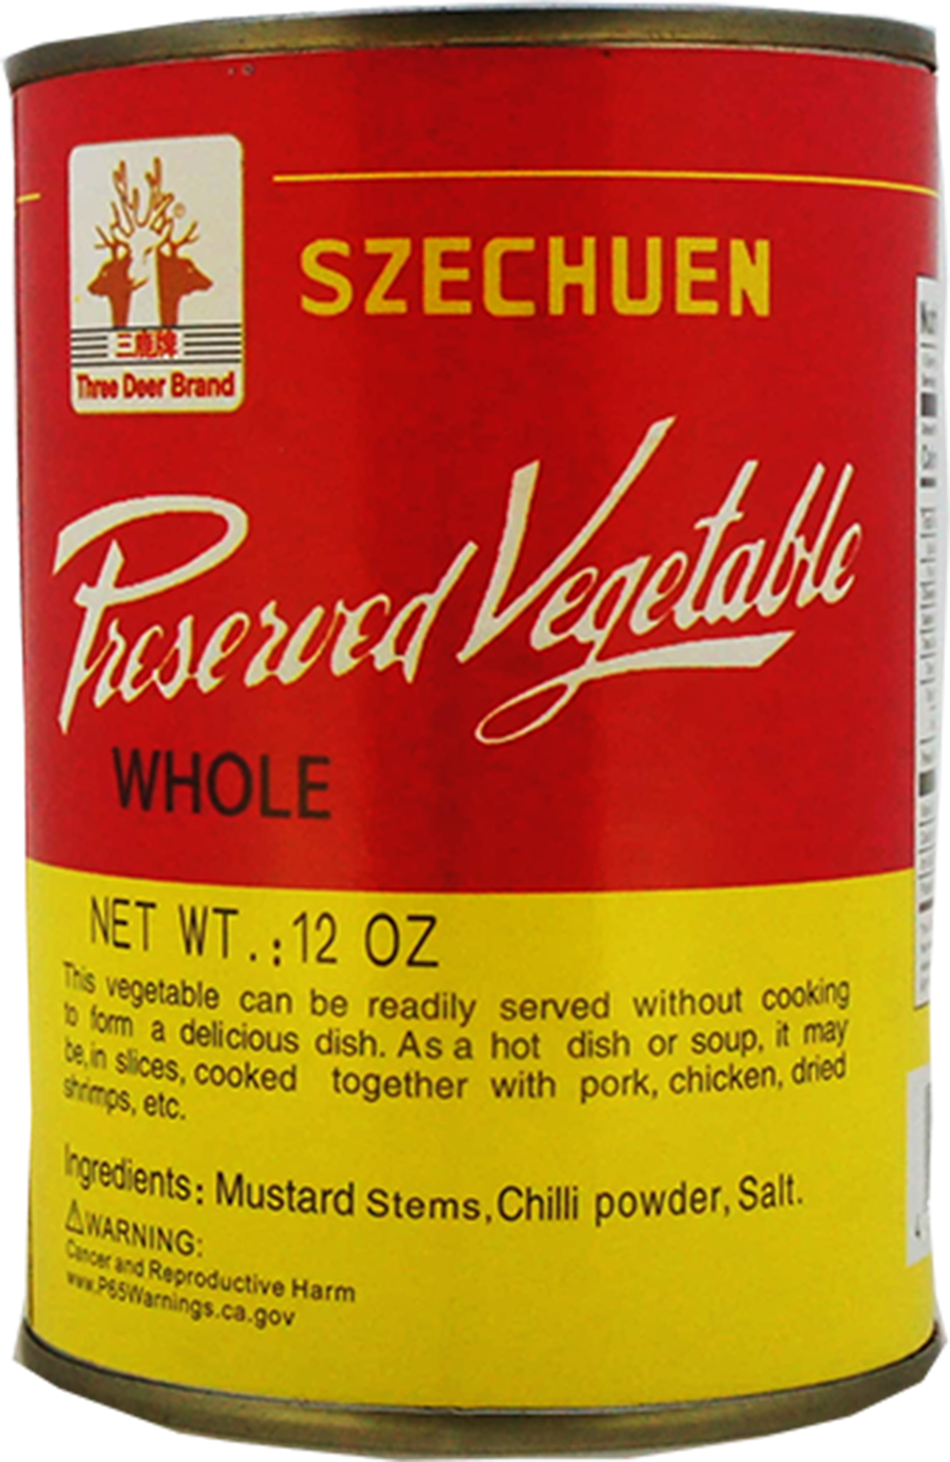 ®
三鹿牌
Three Deer Brand
SZECHUEN
Preserved Vegetable
WHOLE
NET WT.:12 OZ
This vegetable can be readily served without cooking
to form a delicious dish. As a hot dish or soup, it may
be, in slices, cooked together with pork, chicken, dried
shrimps, etc.
Ingredients: Mustard Stems, Chilli powder, Salt.
⚠WARNING:
Cancer and Reproductive Harm
www.P65Warnings.ca.gov